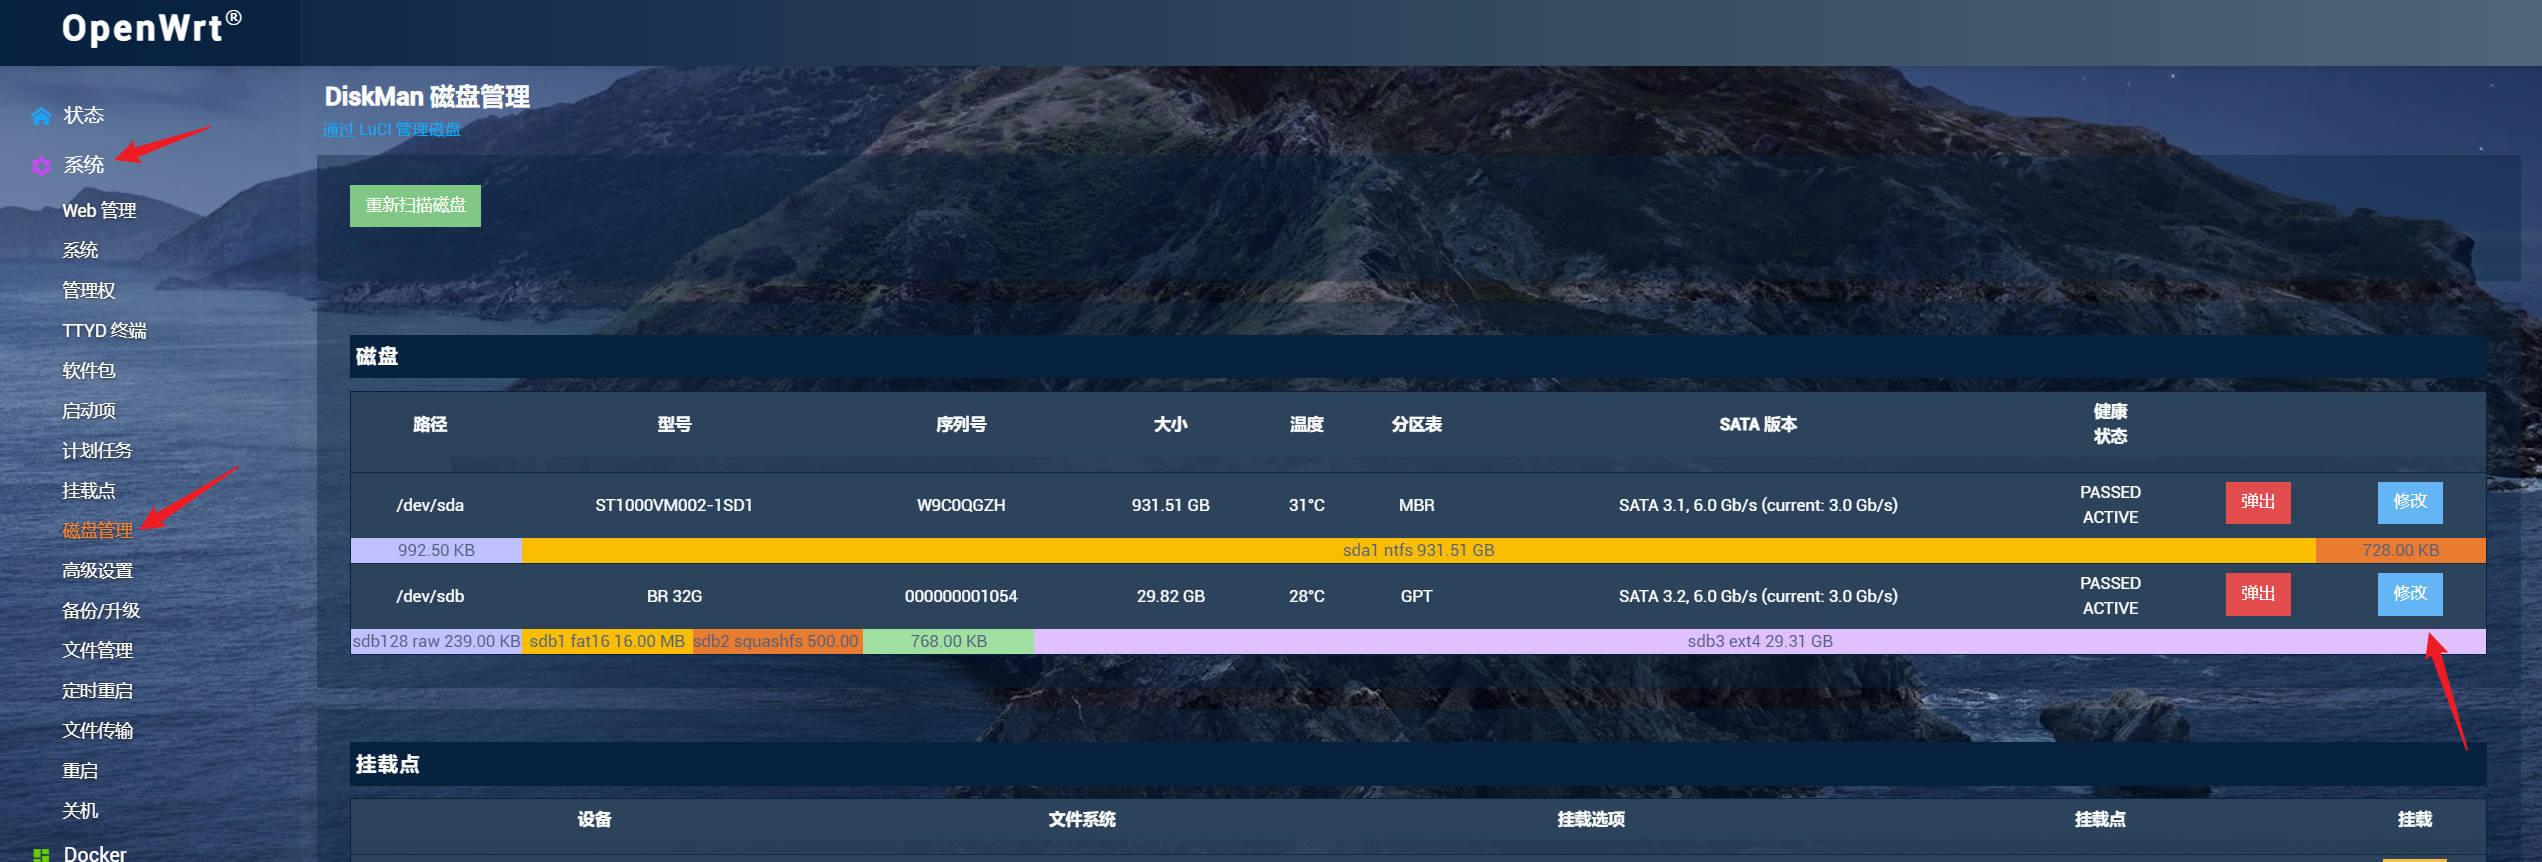 OpenWrt®
状态
系统
Web 管理
系统
管理权
TTYD 终端
软件包
启动项
计划任务
挂载点
磁盘管理
高级设置
备份/升级
文件管理
定时重启
文件传输
重启
关机
Docker
DiskMan 磁盘管理
通过 LuCI 管理磁盘
重新扫描磁盘
磁盘
路径 型号 序列号 大小 温度 分区表 SATA 版本 健康状态
/dev/sda ST1000VM002-1SD1 W9C0QGZH 931.51 GB 31°C MBR SATA 3.1, 6.0 Gb/s (current: 3.0 Gb/s) PASSED ACTIVE 弹出 修改
992.50 KB sda1 ntfs 931.51 GB 728.00 KB
/dev/sdb BR 32G 000000001054 29.82 GB 28°C GPT SATA 3.2, 6.0 Gb/s (current: 3.0 Gb/s) PASSED ACTIVE 弹出 修改
sdb128 raw 239.00 KB sdb1 fat16 16.00 MB sdb2 squashfs 500.00 768.00 KB sdb3 ext4 29.31 GB
挂载点
设备 文件系统 挂载选项 挂载点 挂载